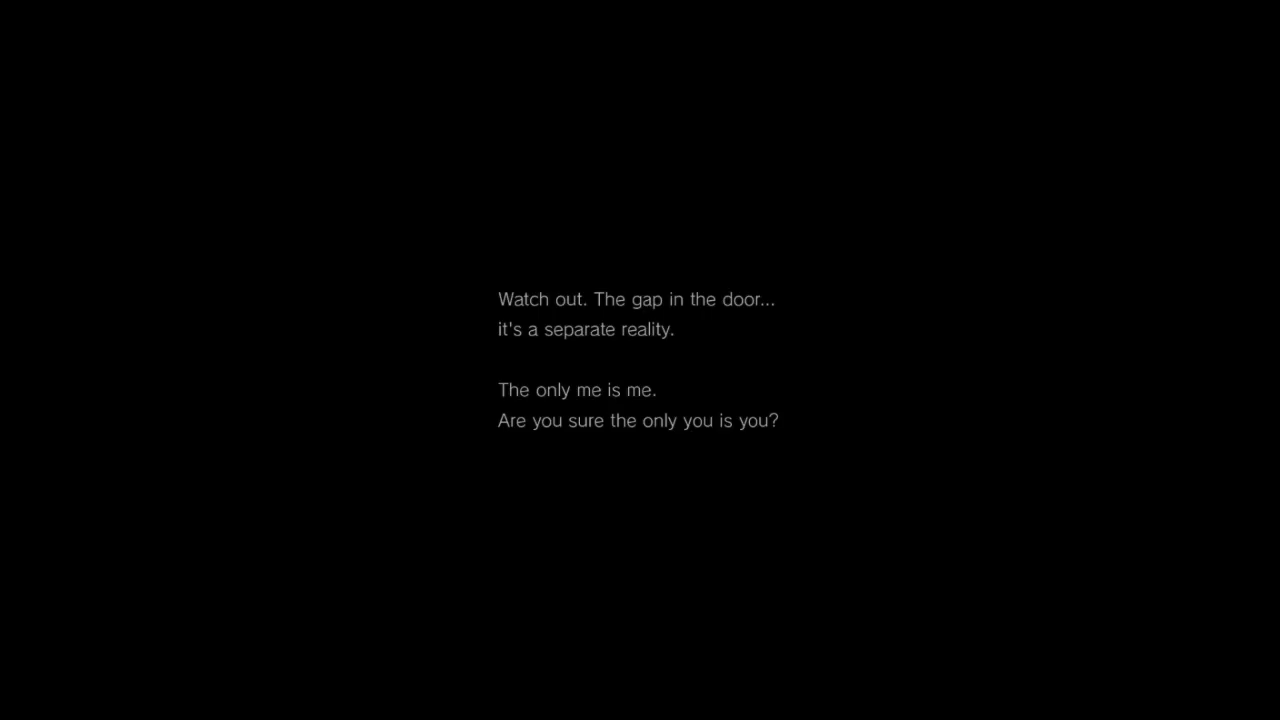 Watch out. The gap in the door...
it's a separate reality.
The only me is me.
Are you sure the only you is you?